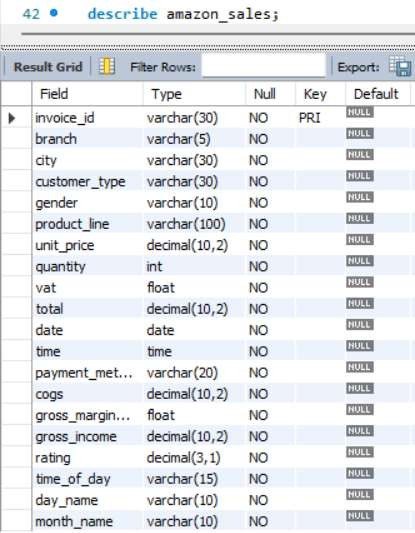 42 describe amazon_sales;
Result Grid Filter Rows: Export:
Field Type Null Key Default
invoice_id varchar(30) NO PRI NULL
branch varchar(5) NO NULL
city varchar(30) NO NULL
customer_type varchar(30) NO NULL
gender varchar(10) NO NULL
product_line varchar(100) NO NULL
unit_price decimal(10,2) NO NULL
quantity int NO NULL
vat float NO NULL
total decimal(10,2) NO NULL
date date NO NULL
time time NO NULL
payment_met... varchar(20) NO NULL
cogs decimal(10,2) NO NULL
gross_margin... float NO NULL
gross_income decimal(10,2) NO NULL
rating decimal(3,1) NO NULL
time_of_day varchar(15) NO NULL
day_name varchar(10) NO NULL
month_name varchar(10) NO NULL